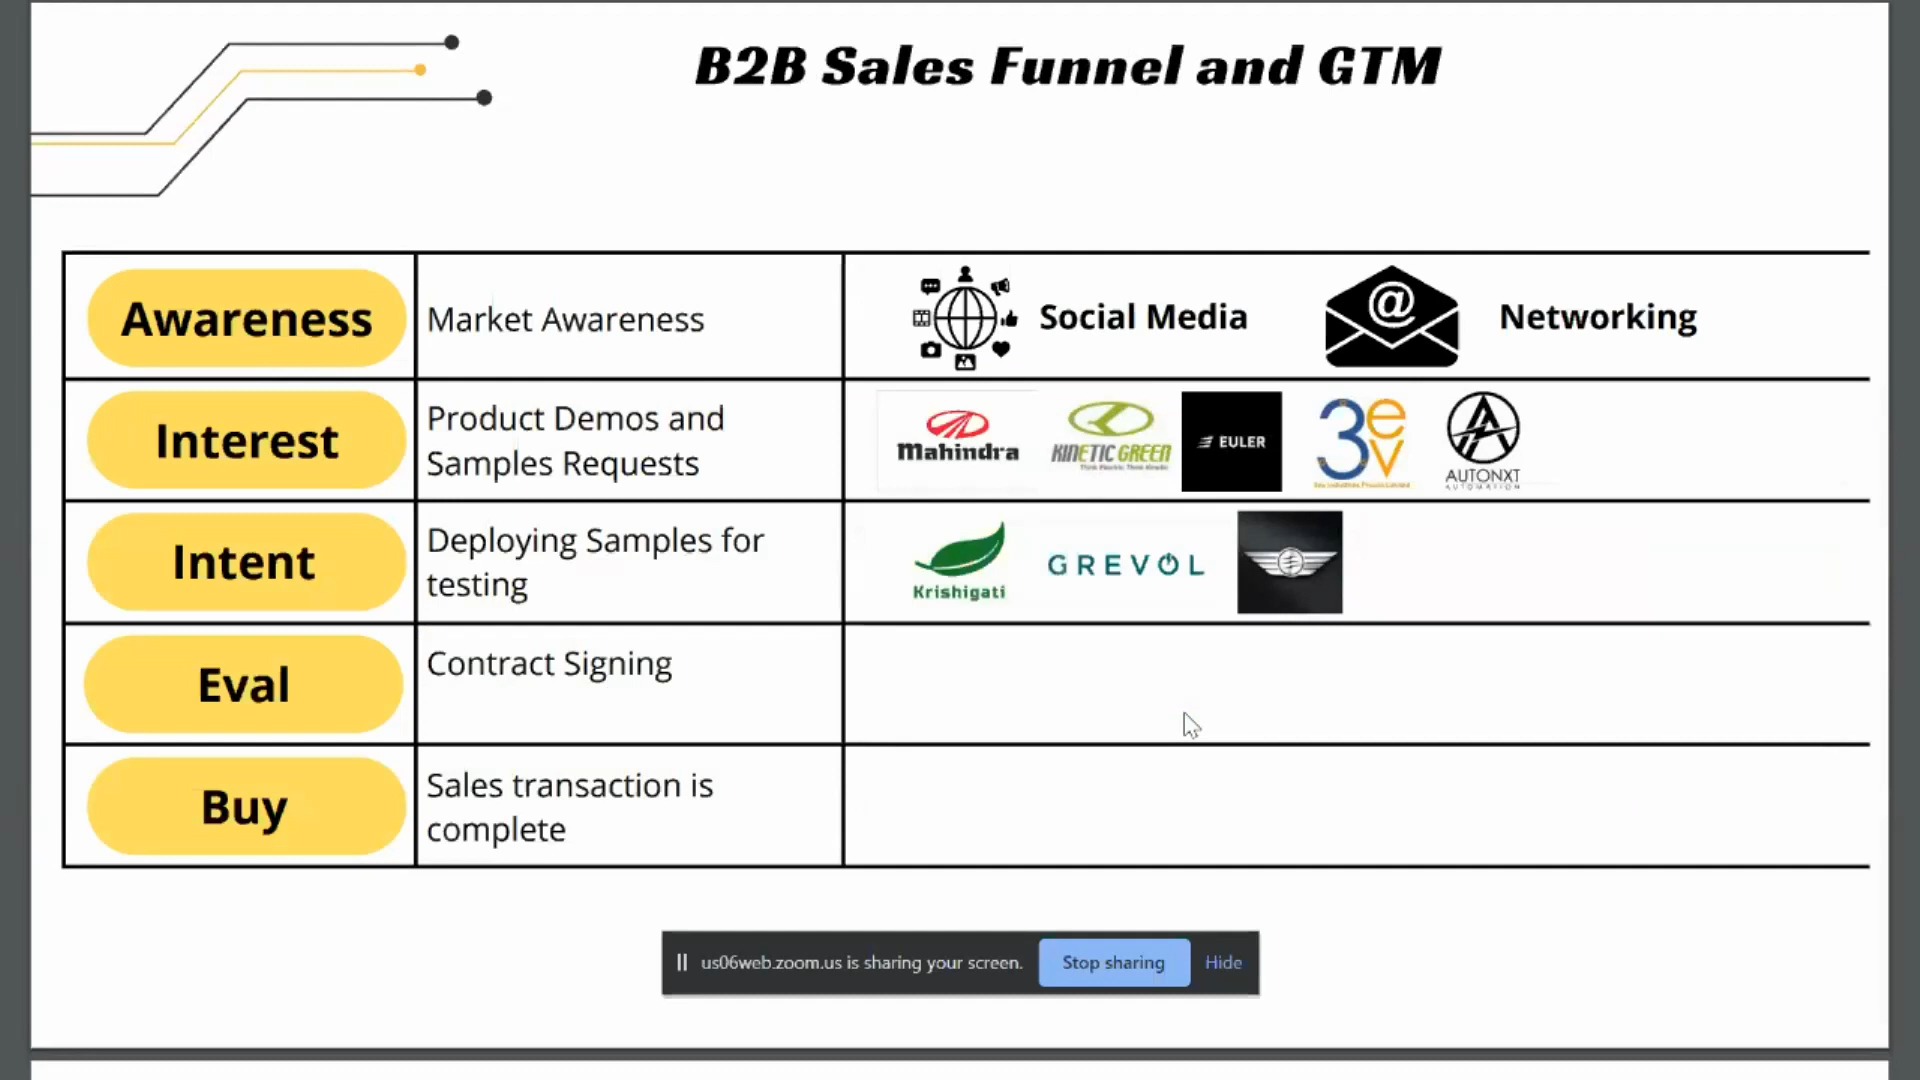 B2B Sales Funnel and GTM
Awareness
Market Awareness
Social Media
@
Networking
Interest
Product Demos and
Samples Requests
Mahindra
KINETIC GREEN
EULER
3ev
AUTONXT
AUTOMATION
Intent
Deploying Samples for
testing
Krishigati
GREVOL
Eval
Contract Signing
Buy
Sales transaction is
complete
us06web.zoom.us is sharing your screen.
Stop sharing
Hide